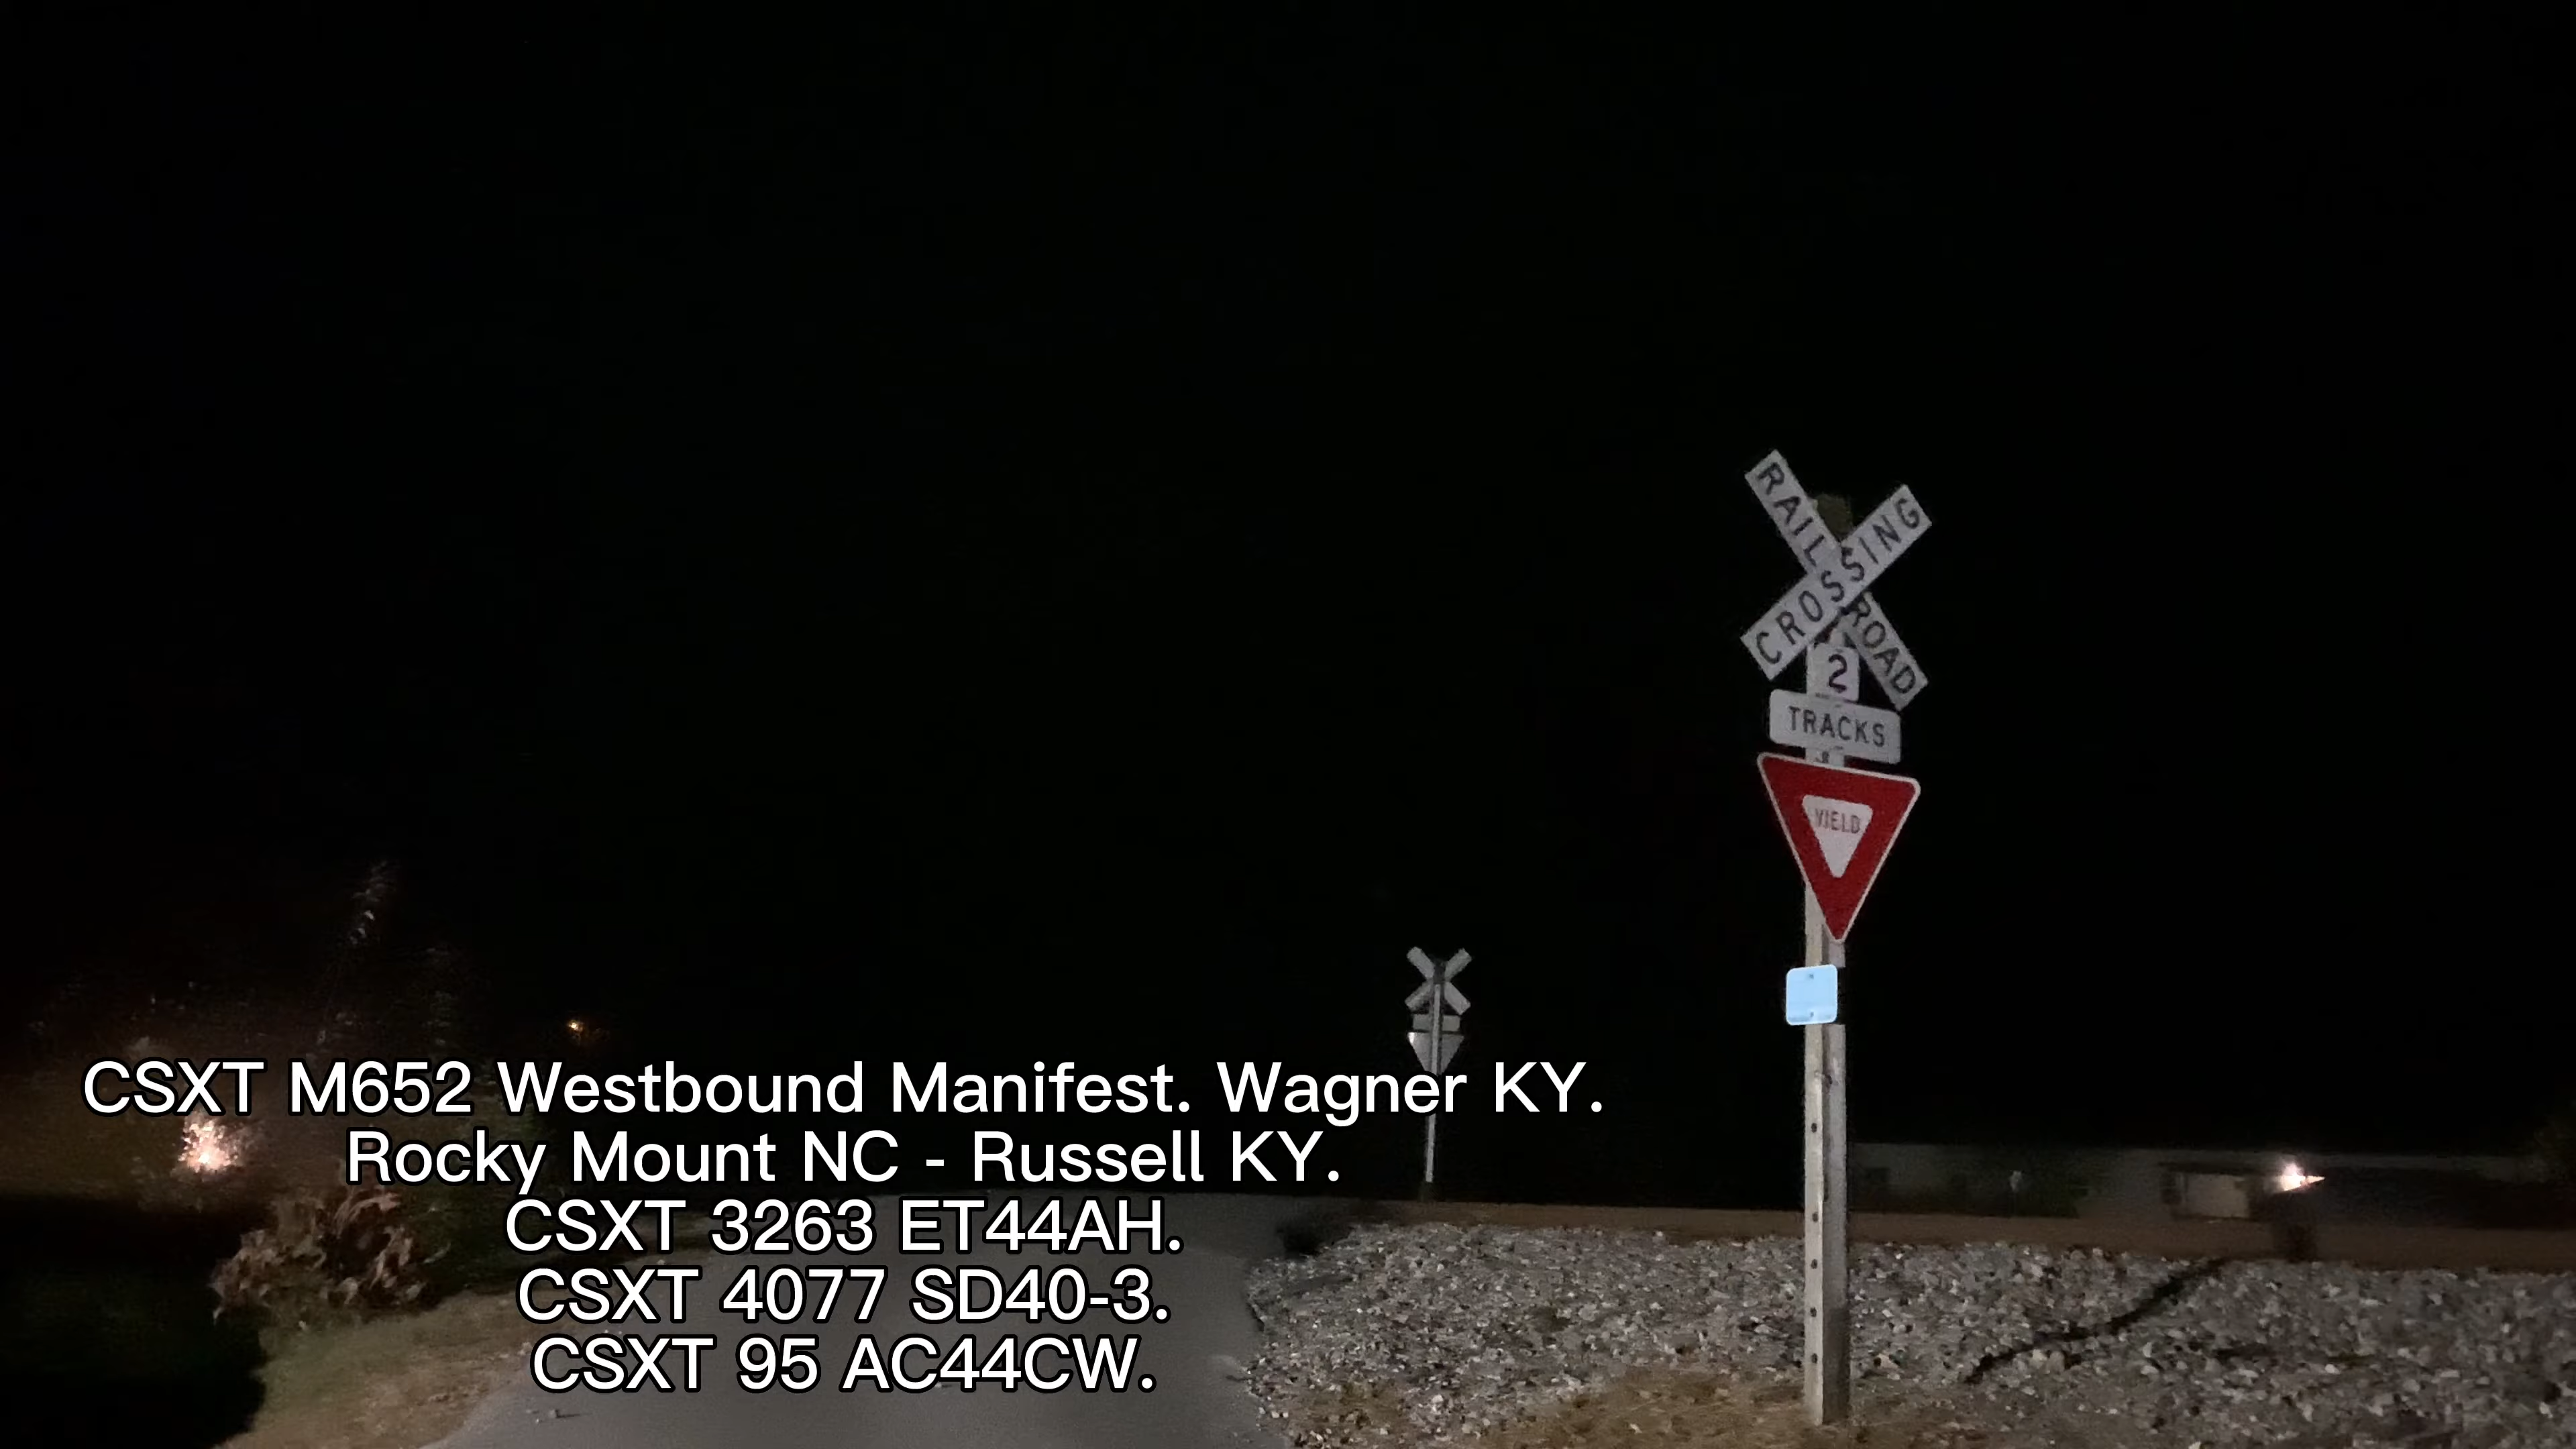 RAILROAD
CROSSING
2
TRACKS
YIELD
CSXT M652 Westbound Manifest. Wagner KY.
Rocky Mount NC - Russell KY.
CSXT 3263 ET44AH.
CSXT 4077 SD40-3.
CSXT 95 AC44CW.